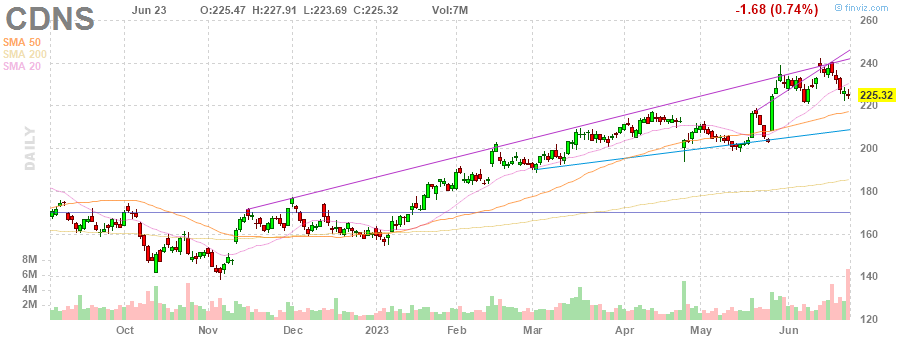 CDNS Jun 23 O:225.47 H:227.91 L:223.69 C:225.32 Vol:7M -1.68 (0.74%) © finviz.com
SMA 50
SMA 200
SMA 20
DAILY
260
240
225.32
220
200
180
160
140
120
8M
6M
4M
2M
Oct Nov Dec 2023 Feb Mar Apr May Jun